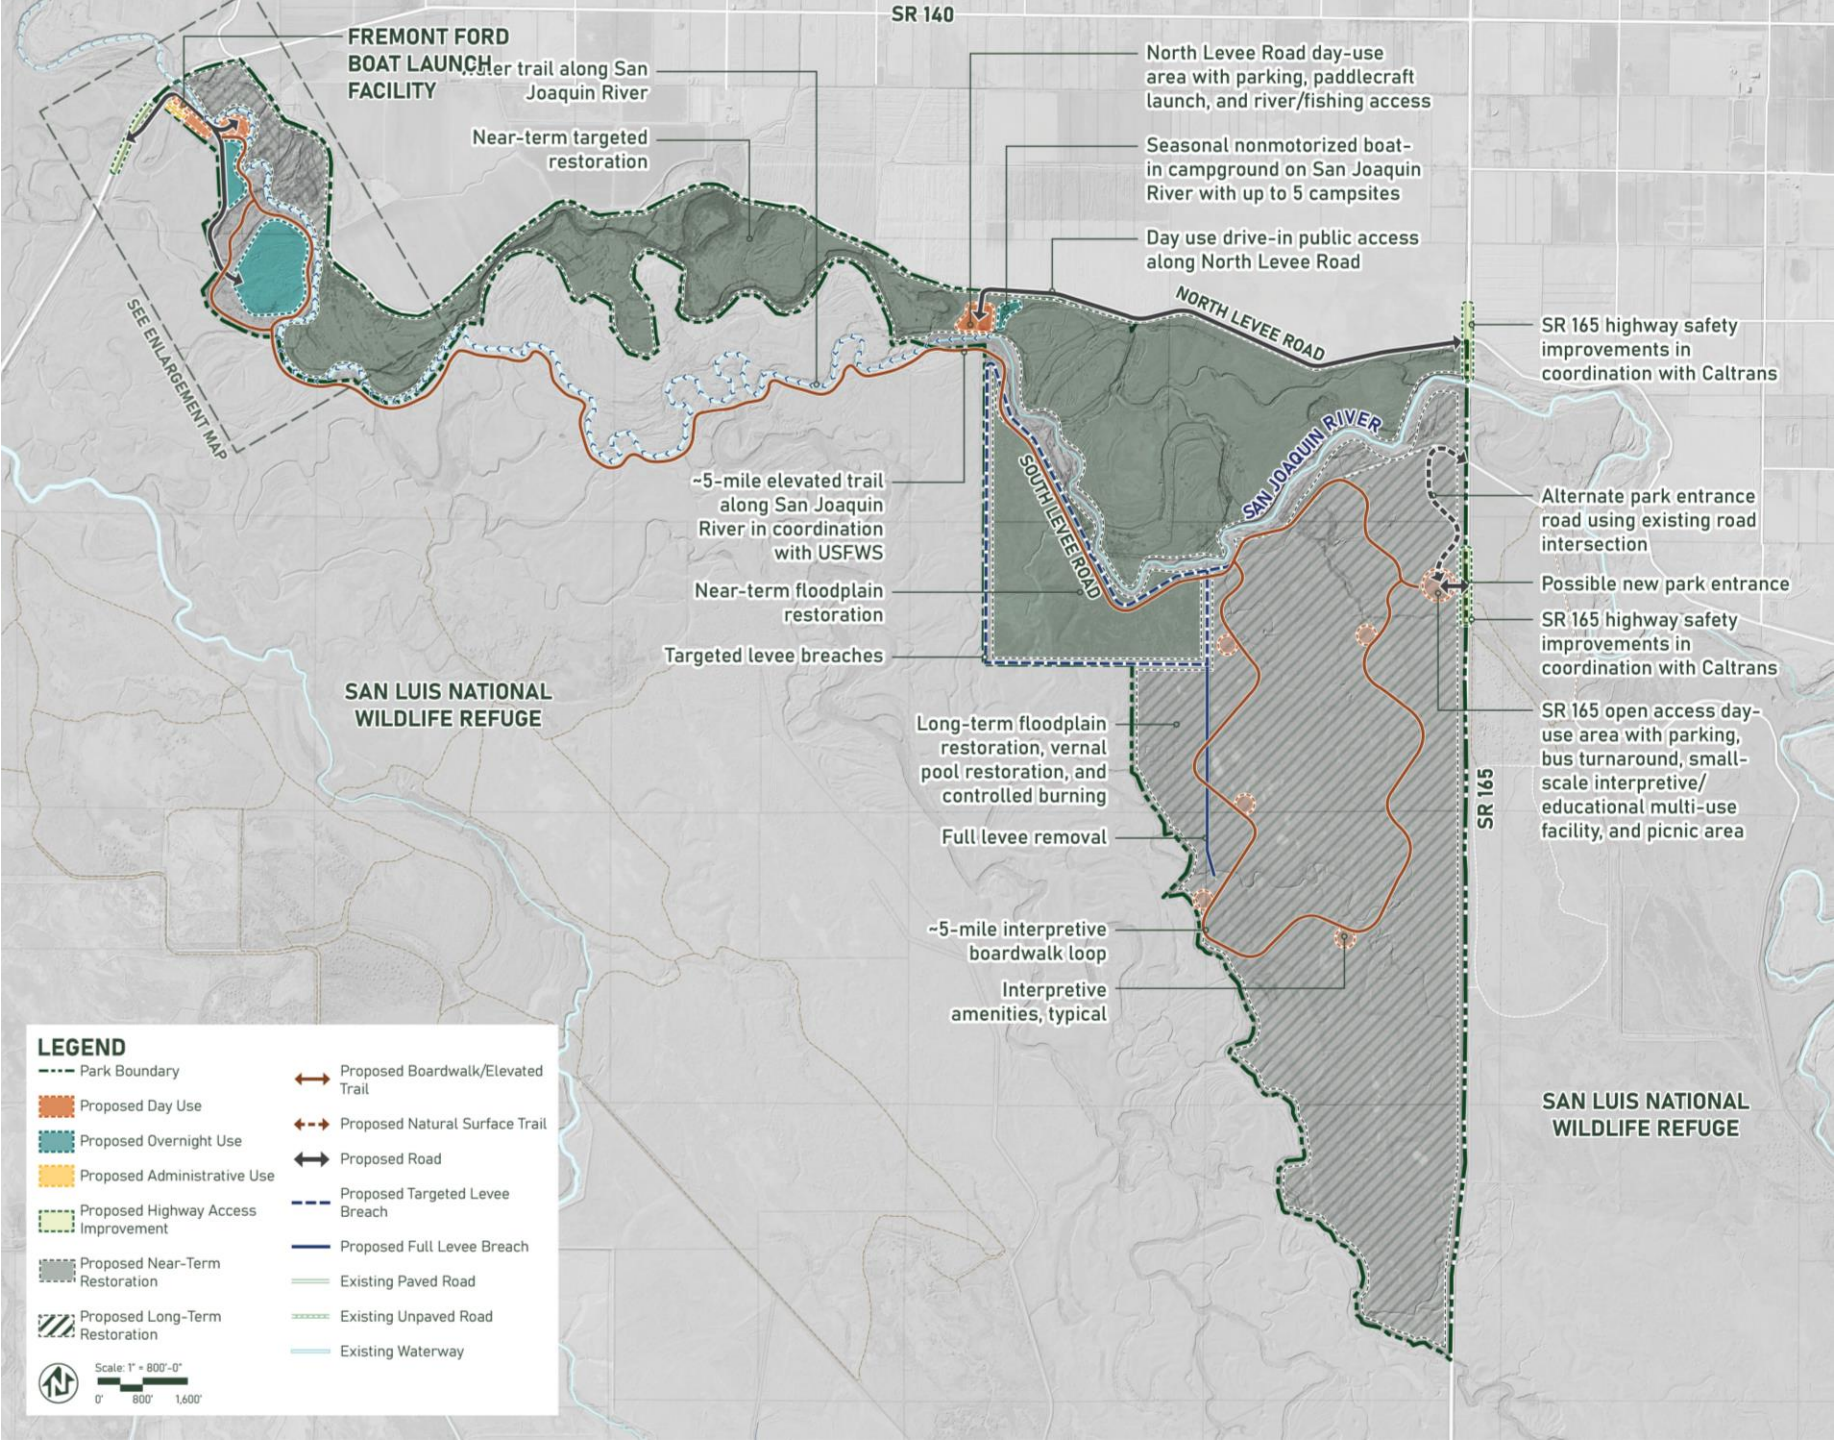 SR 140
FREMONT FORD
BOAT LAUNCH
FACILITY
trail along San
Joaquin River
Near-term targeted
restoration
North Levee Road day-use
area with parking, paddlecraft
launch, and river/fishing access
Seasonal nonmotorized boat-
in campground on San Joaquin
River with up to 5 campsites
Day use drive-in public access
along North Levee Road
NORTH LEVEE ROAD
SEE ENLARGEMENT MAP
SR 165 highway safety
improvements in
coordination with Caltrans
SAN JOAQUIN RIVER
SOUTH LEVEE ROAD
~5-mile elevated trail
along San Joaquin
River in coordination
with USFWS
Near-term floodplain
restoration
Targeted levee breaches
Alternate park entrance
road using existing road
intersection
Possible new park entrance
SR 165 highway safety
improvements in
coordination with Caltrans
SR 165 open access day-
use area with parking,
bus turnaround, small-
scale interpretive/
educational multi-use
facility, and picnic area
SR 165
SAN LUIS NATIONAL
WILDLIFE REFUGE
Long-term floodplain
restoration, vernal
pool restoration, and
controlled burning
Full levee removal
~5-mile interpretive
boardwalk loop
Interpretive
amenities, typical
SAN LUIS NATIONAL
WILDLIFE REFUGE
LEGEND
Park Boundary
Proposed Day Use
Proposed Overnight Use
Proposed Administrative Use
Proposed Highway Access
Improvement
Proposed Near-Term
Restoration
Proposed Long-Term
Restoration
Proposed Boardwalk/Elevated
Trail
Proposed Natural Surface Trail
Proposed Road
Proposed Targeted Levee
Breach
Proposed Full Levee Breach
Existing Paved Road
Existing Unpaved Road
Existing Waterway
N
Scale: 1" = 800'-0"
0' 800' 1,600'